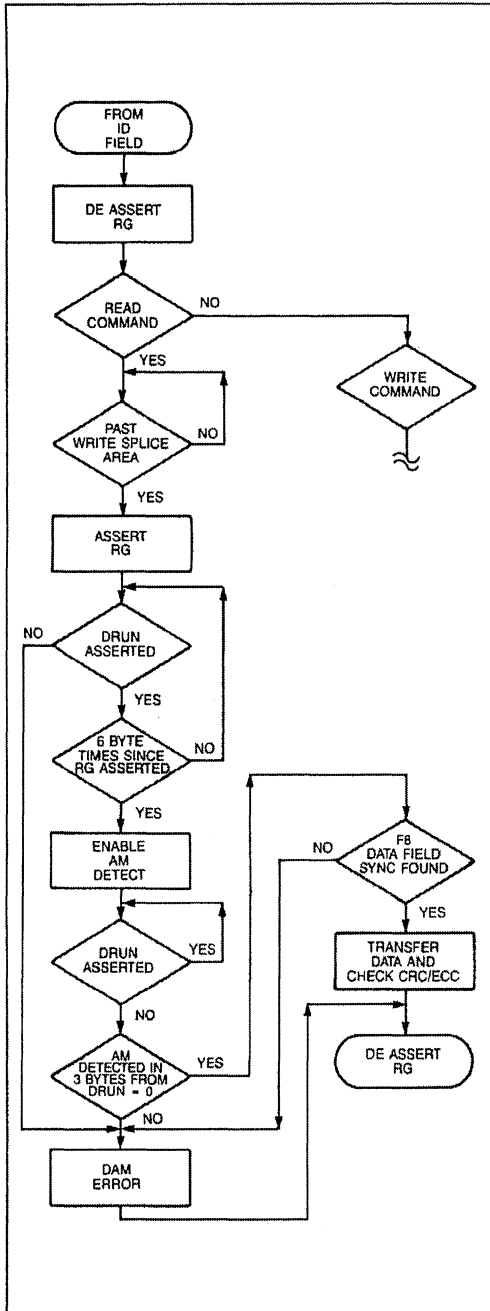 FROM
ID
FIELD
DE ASSERT
RG
READ
COMMAND
NO
YES
WRITE
COMMAND
PAST
WRITE SPLICE
AREA
NO
YES
ASSERT
RG
NO
DRUN
ASSERTED
YES
6 BYTE
TIMES SINCE
RG ASSERTED
NO
YES
ENABLE
AM
DETECT
DRUN
ASSERTED
YES
NO
AM
DETECTED IN
3 BYTES FROM
DRUN = 0
YES
NO
DAM
ERROR
F8
DATA FIELD
SYNC FOUND
NO
YES
TRANSFER
DATA AND
CHECK CRC/ECC
DE ASSERT
RG